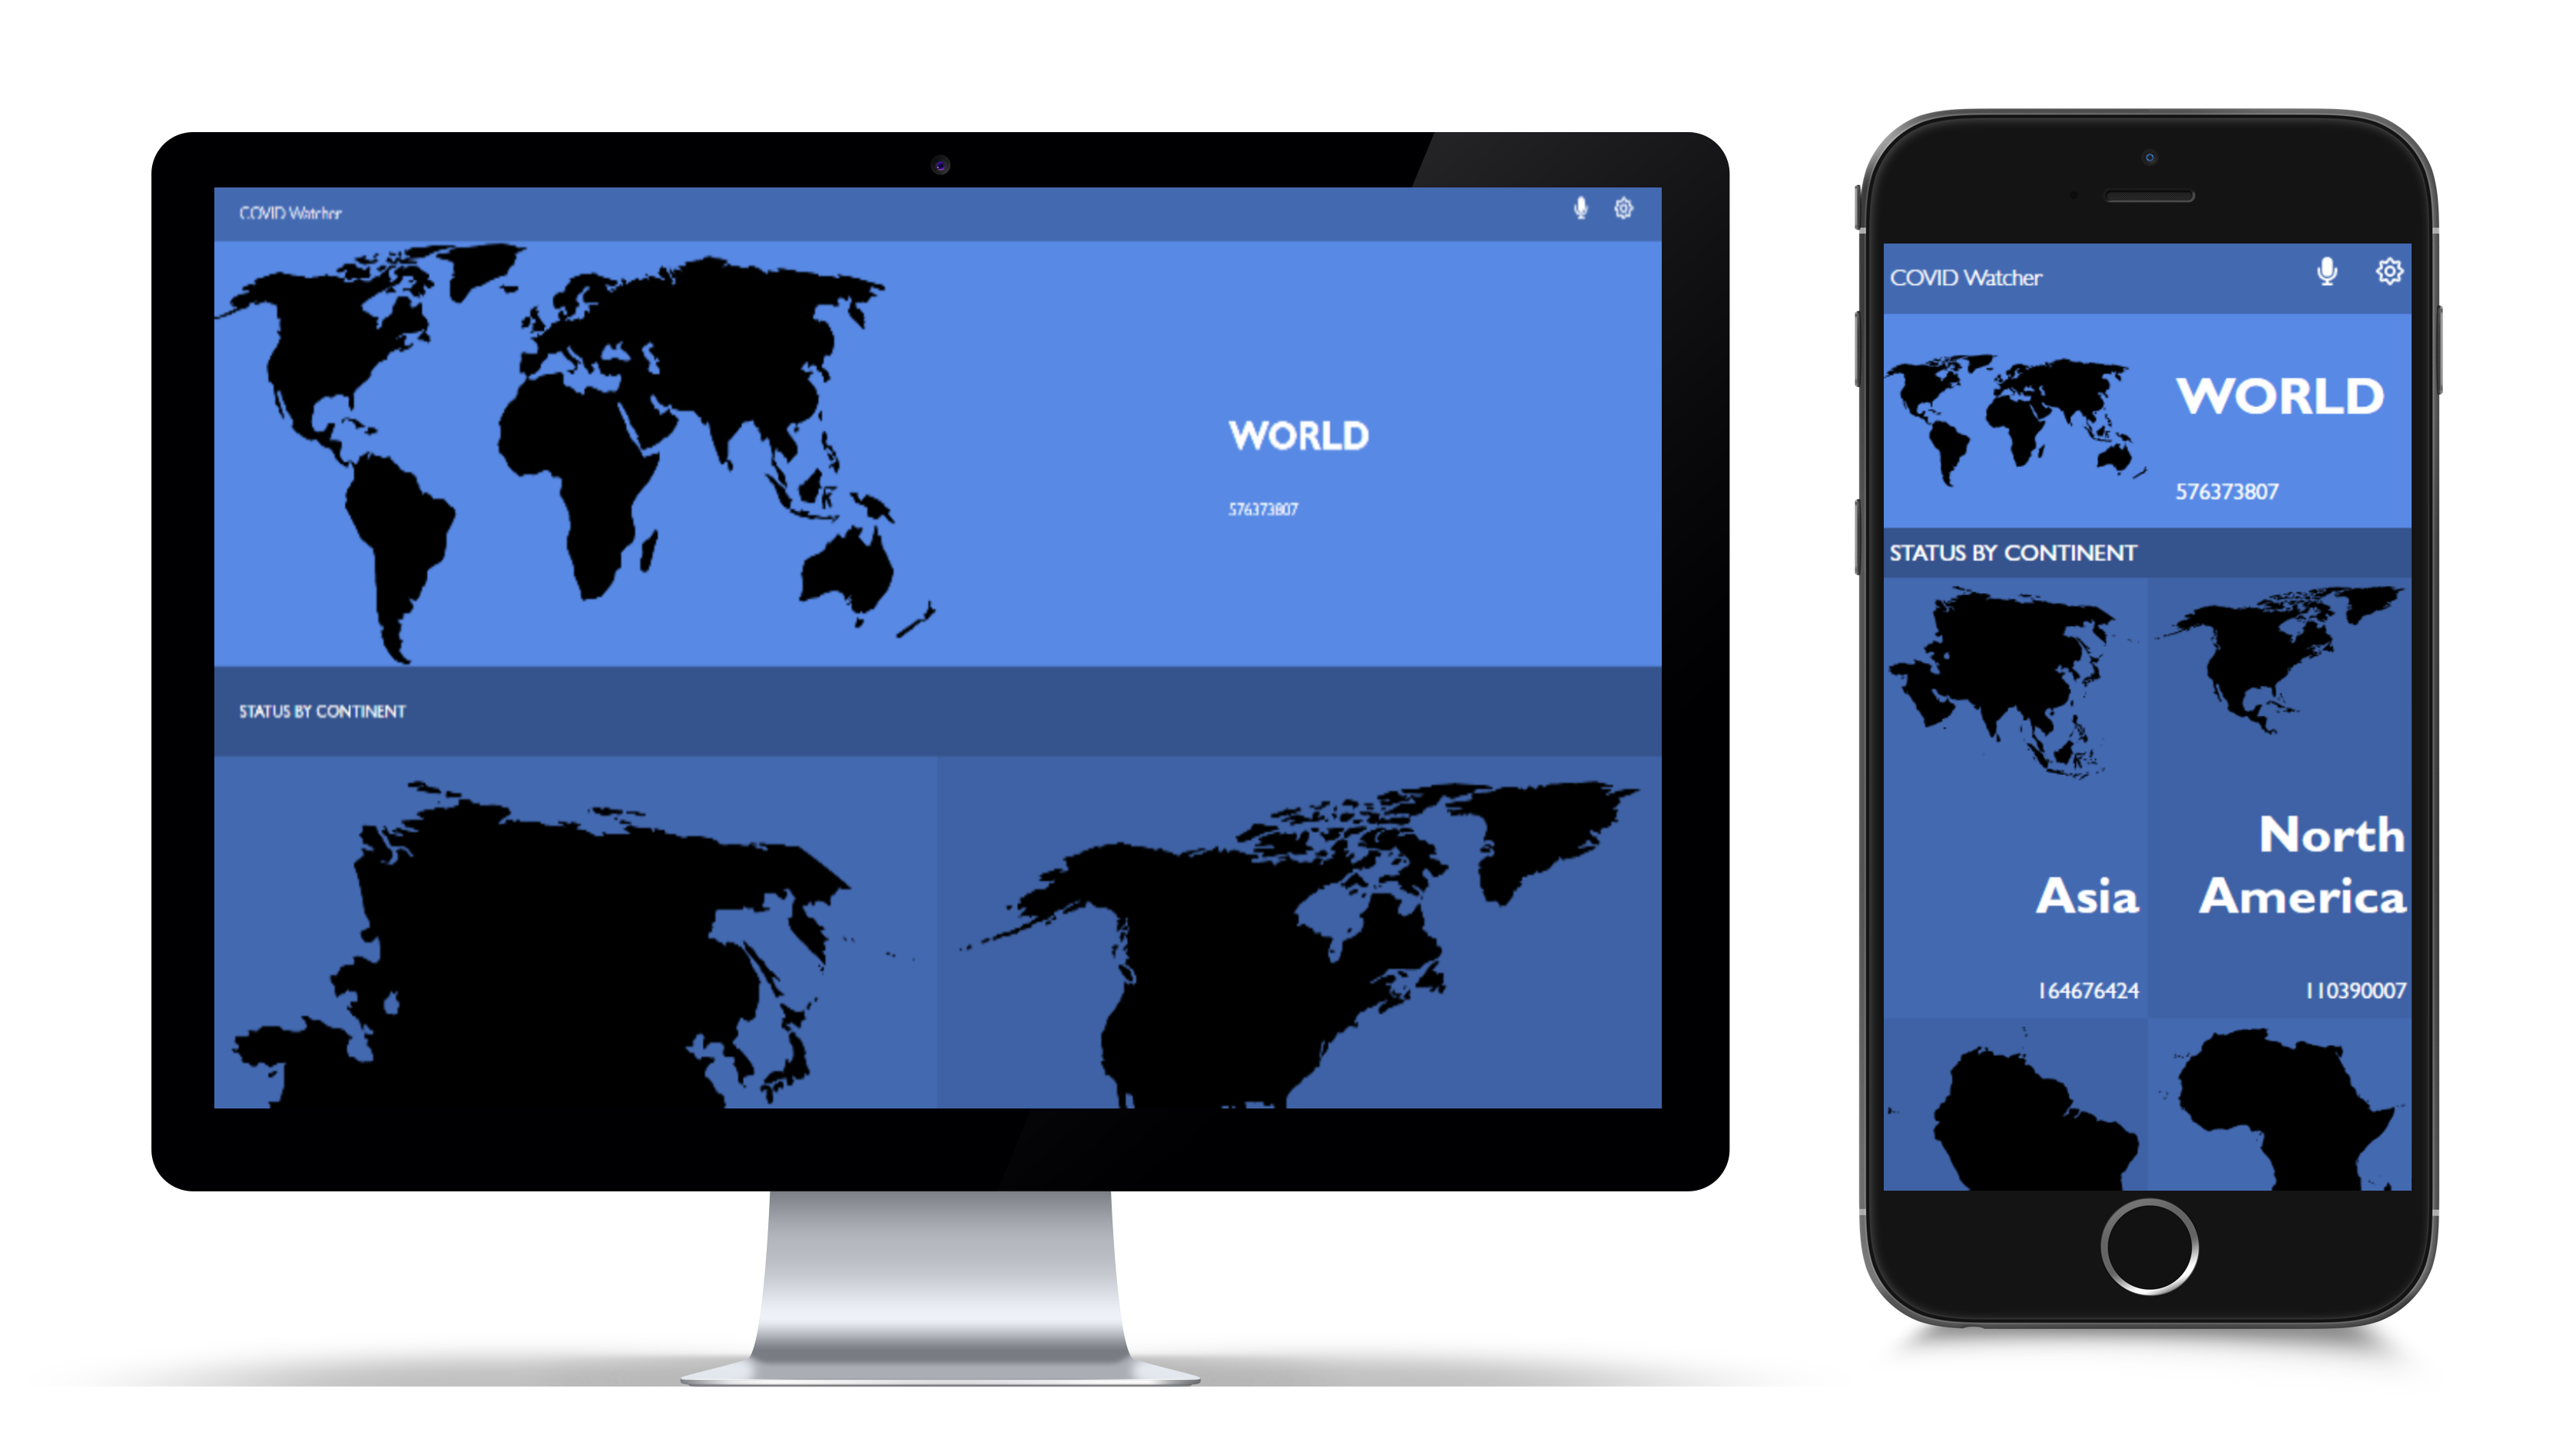 COVID Watcher
WORLD
576373807
STATUS BY CONTINENT
COVID Watcher
WORLD
576373807
STATUS BY CONTINENT
Asia
164676424
North
America
110390007